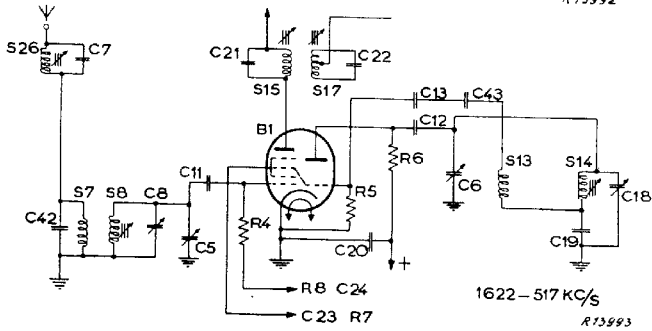 R13992
S26 C7
C21 C22
S15 S17
C13 C43
B1 C12
R6 S13 S14
C11
S7 S8 C8 R5 C6 C18
C42 R4
C5 C20 C19
R8 C24 +
1622–517 KC/S
C23 R7
R13993